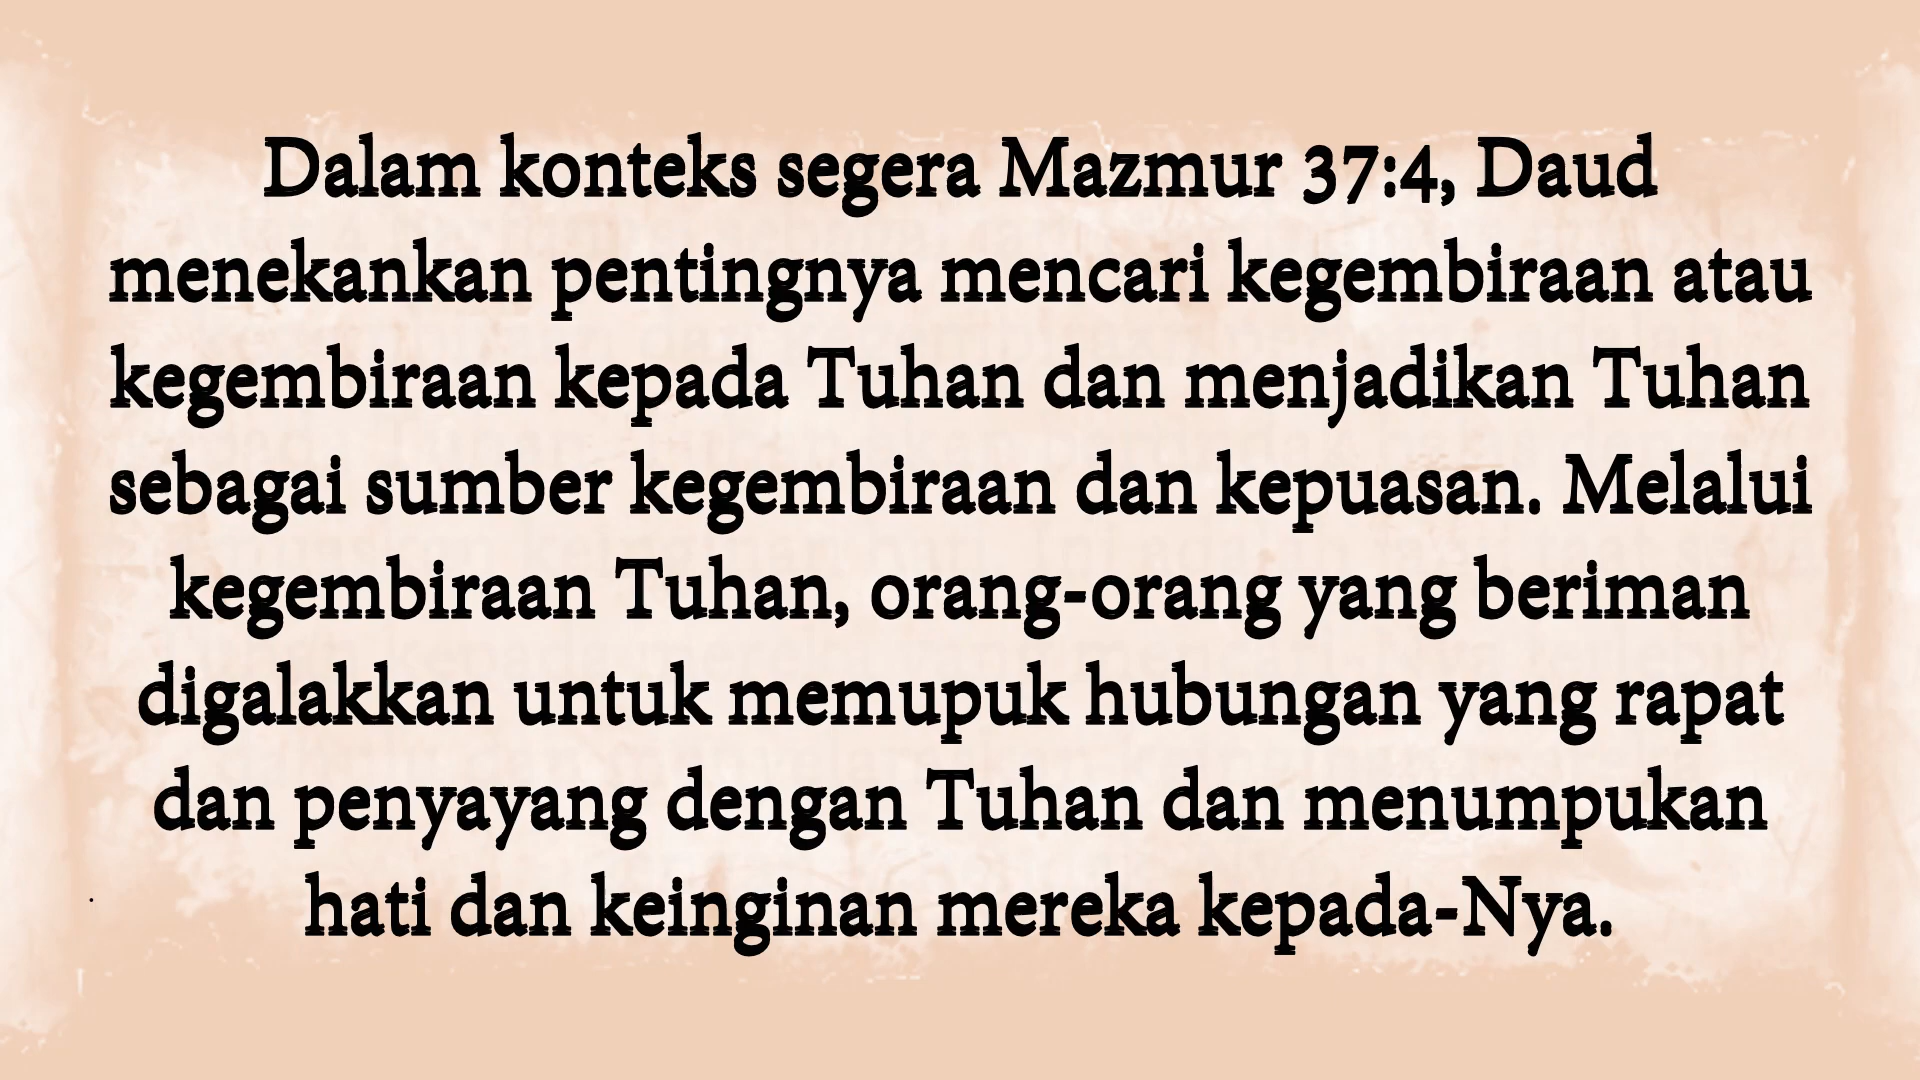 Dalam konteks segera Mazmur 37:4, Daud
menekankan pentingnya mencari kegembiraan atau
kegembiraan kepada Tuhan dan menjadikan Tuhan
sebagai sumber kegembiraan dan kepuasan. Melalui
kegembiraan Tuhan, orang-orang yang beriman
digalakkan untuk memupuk hubungan yang rapat
dan penyayang dengan Tuhan dan menumpukan
hati dan keinginan mereka kepada-Nya.